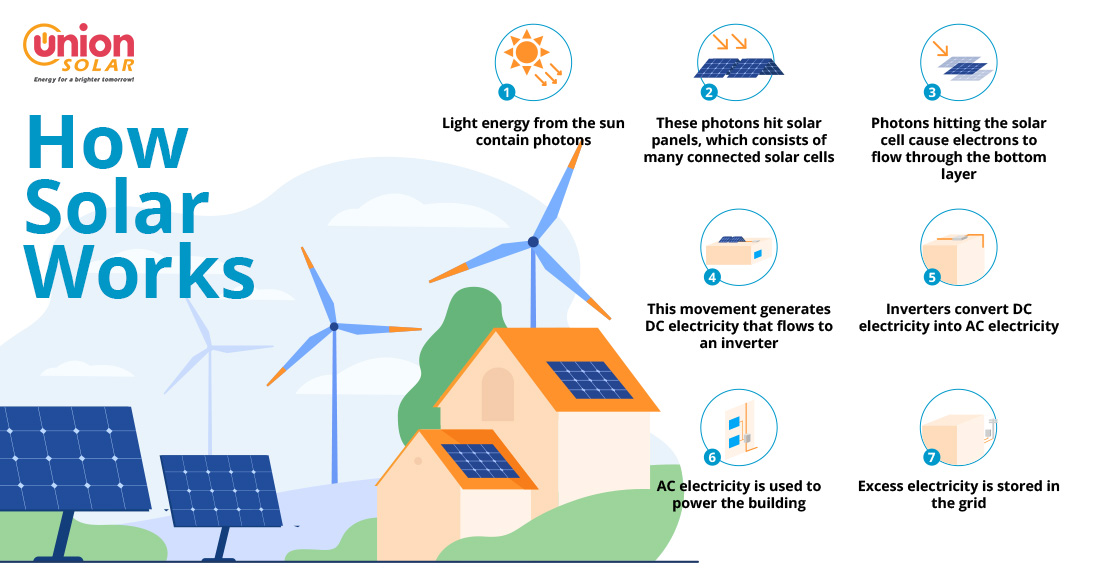 union
SOLAR
Energy for a brighter tomorrow!
How
Solar
Works
1
Light energy from the sun
contain photons
2
These photons hit solar
panels, which consists of
many connected solar cells
3
Photons hitting the solar
cell cause electrons to
flow through the bottom
layer
4
This movement generates
DC electricity that flows to
an inverter
5
Inverters convert DC
electricity into AC electricity
6
AC electricity is used to
power the building
7
Excess electricity is stored in
the grid